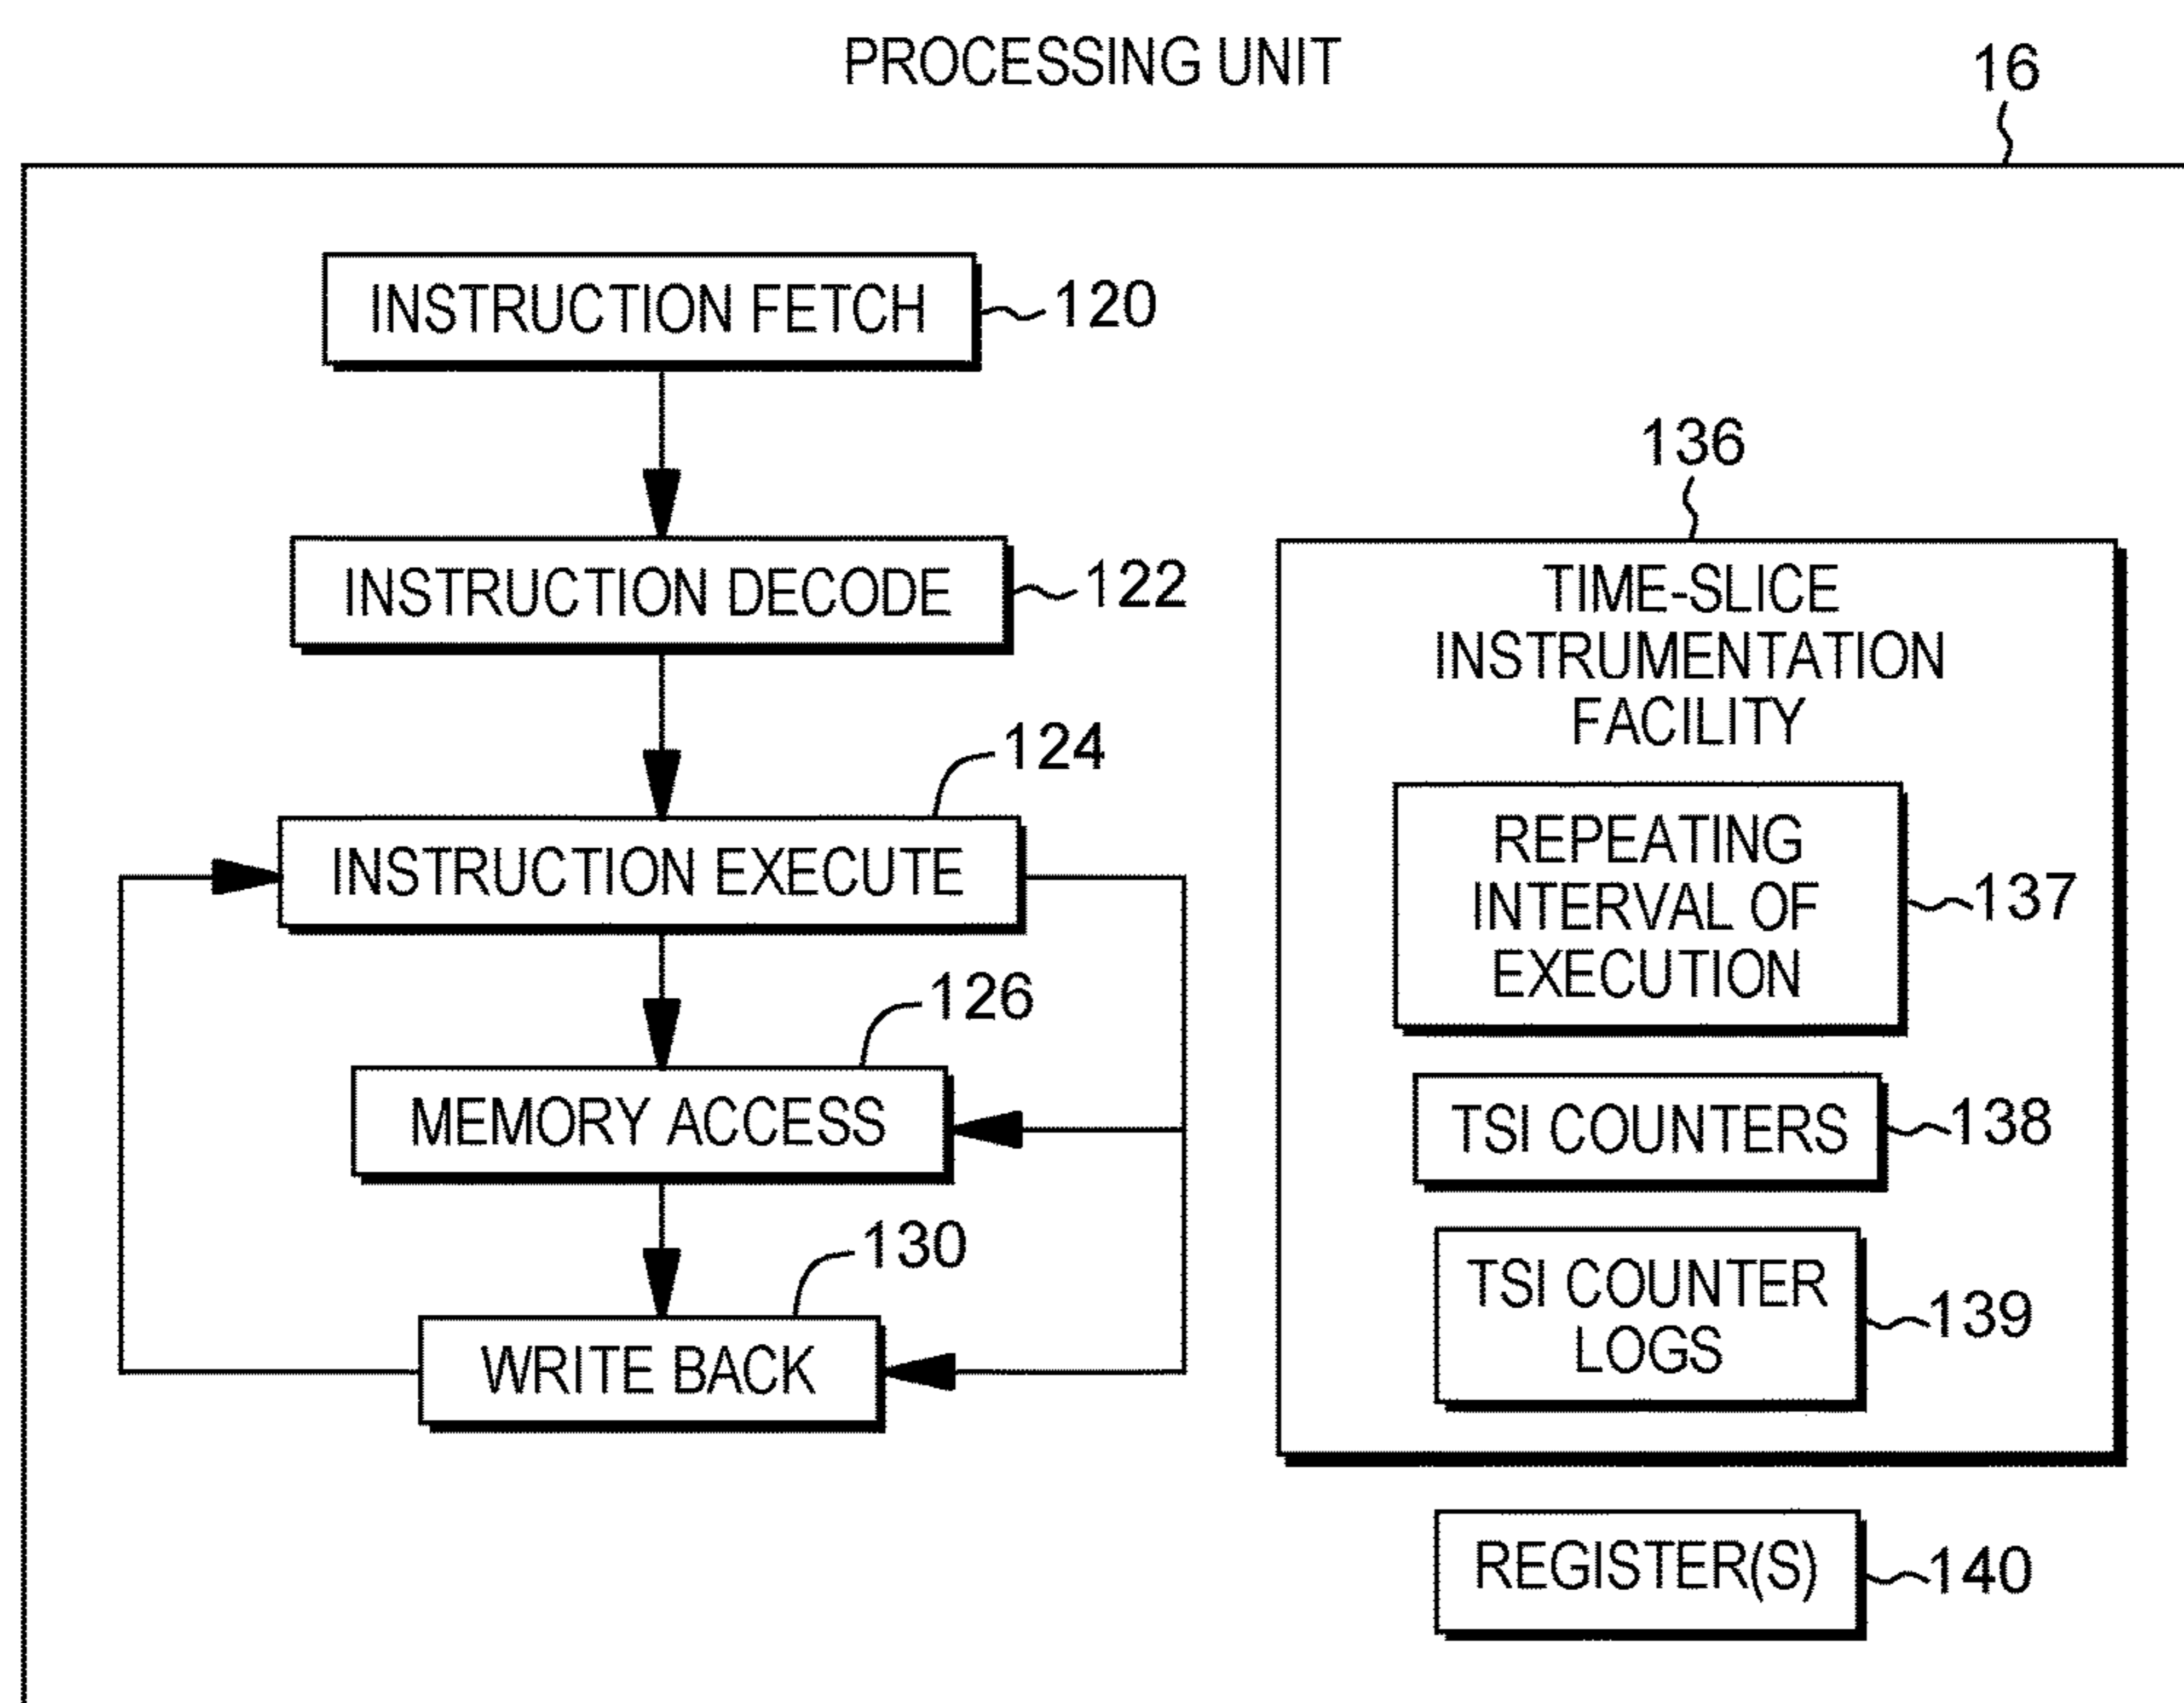 PROCESSING UNIT
16
INSTRUCTION FETCH
120
INSTRUCTION DECODE
122
INSTRUCTION EXECUTE
124
MEMORY ACCESS
126
WRITE BACK
130
136
TIME-SLICE
INSTRUMENTATION
FACILITY
REPEATING
INTERVAL OF
EXECUTION
137
TSI COUNTERS
138
TSI COUNTER
LOGS
139
REGISTER(S)
140